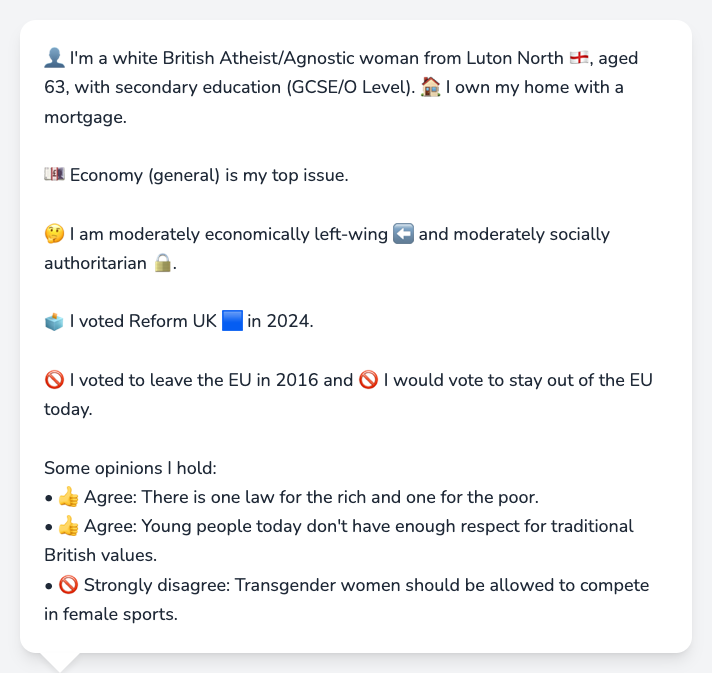 👤 I'm a white British Atheist/Agnostic woman from Luton North 🏴󠁧󠁢󠁥󠁮󠁧󠁿, aged
63, with secondary education (GCSE/O Level). 🏠 I own my home with a
mortgage.
💷 Economy (general) is my top issue.
🤔 I am moderately economically left-wing ⬅️ and moderately socially
authoritarian 🔒.
🗳️ I voted Reform UK 🟦 in 2024.
🚫 I voted to leave the EU in 2016 and 🚫 I would vote to stay out of the EU
today.
Some opinions I hold:
• 👍 Agree: There is one law for the rich and one for the poor.
• 👍 Agree: Young people today don't have enough respect for traditional
British values.
• 🚫 Strongly disagree: Transgender women should be allowed to compete
in female sports.